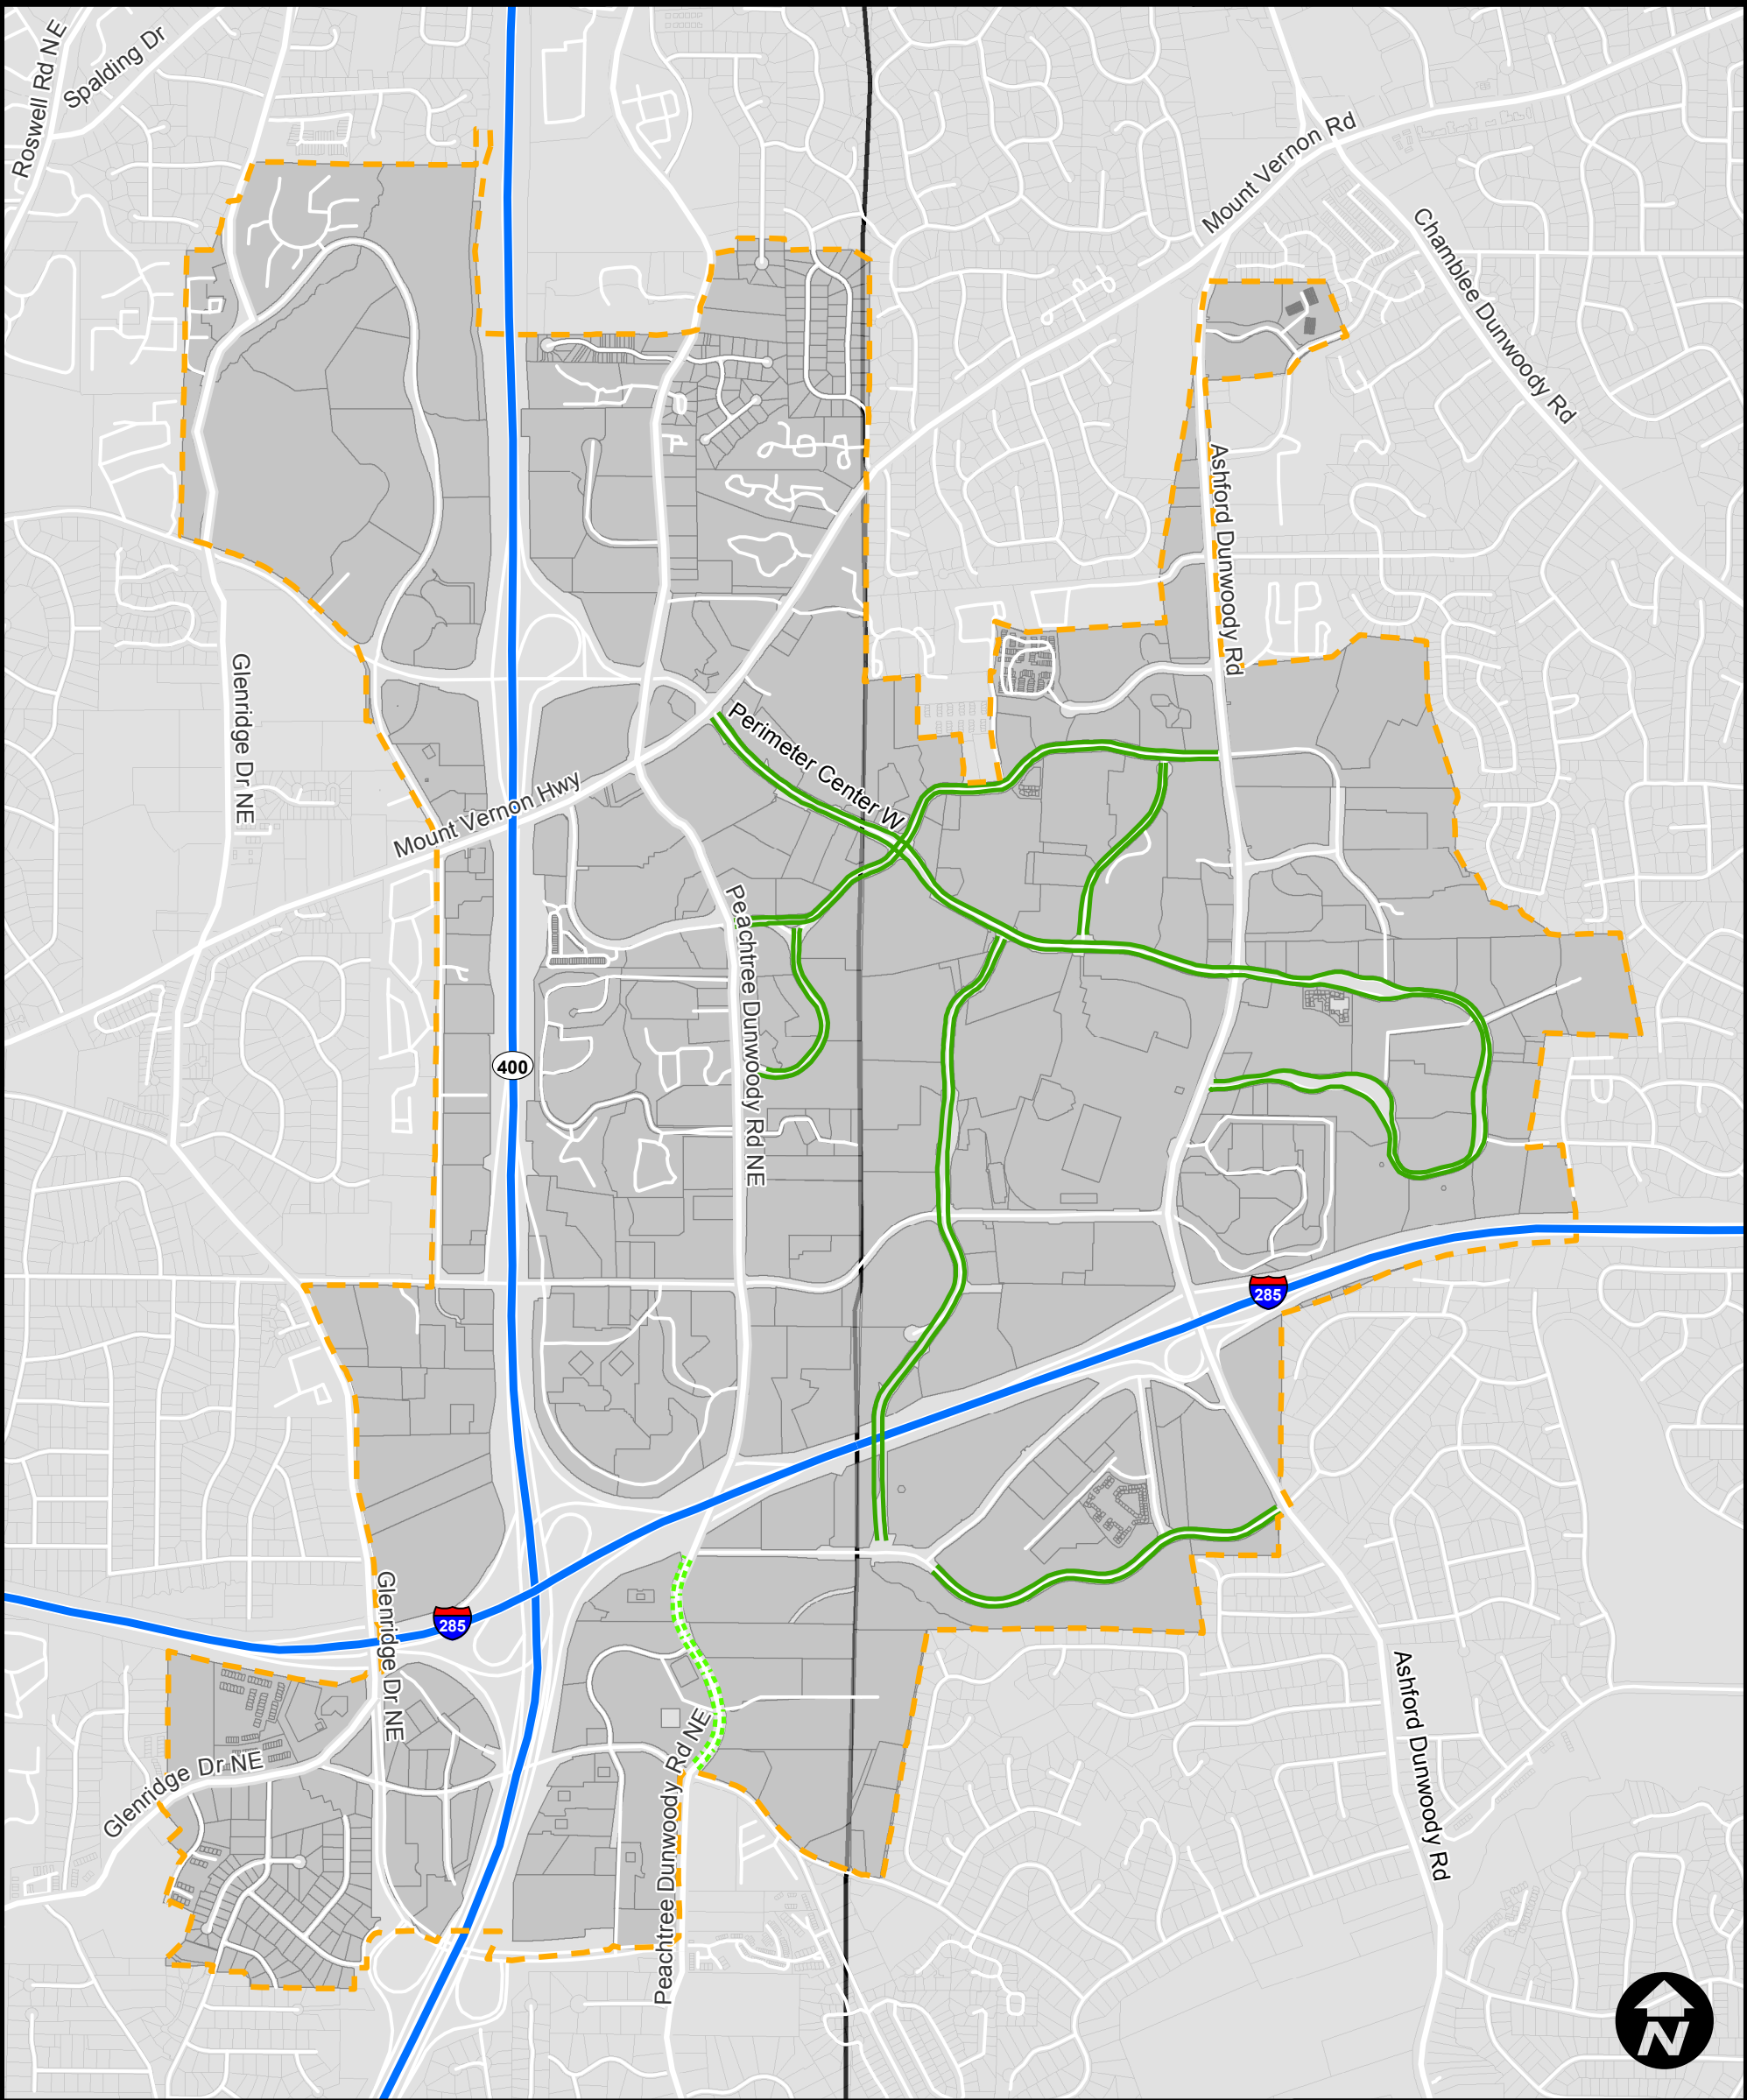 Roswell Rd NE
Spalding Dr
Mount Vernon Rd
Chamblee Dunwoody Rd
Ashford Dunwoody Rd
Glenridge Dr NE
Perimeter Center W
Mount Vernon Hwy
Peachtree Dunwoody Rd NE
400
285
285
Glenridge Dr NE
Ashford Dunwoody Rd
Glenridge Dr NE
Peachtree Dunwoody Rd NE
N